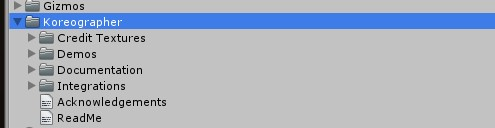 Gizmos
Koreographer
Credit Textures
Demos
Documentation
Integrations
Acknowledgements
ReadMe